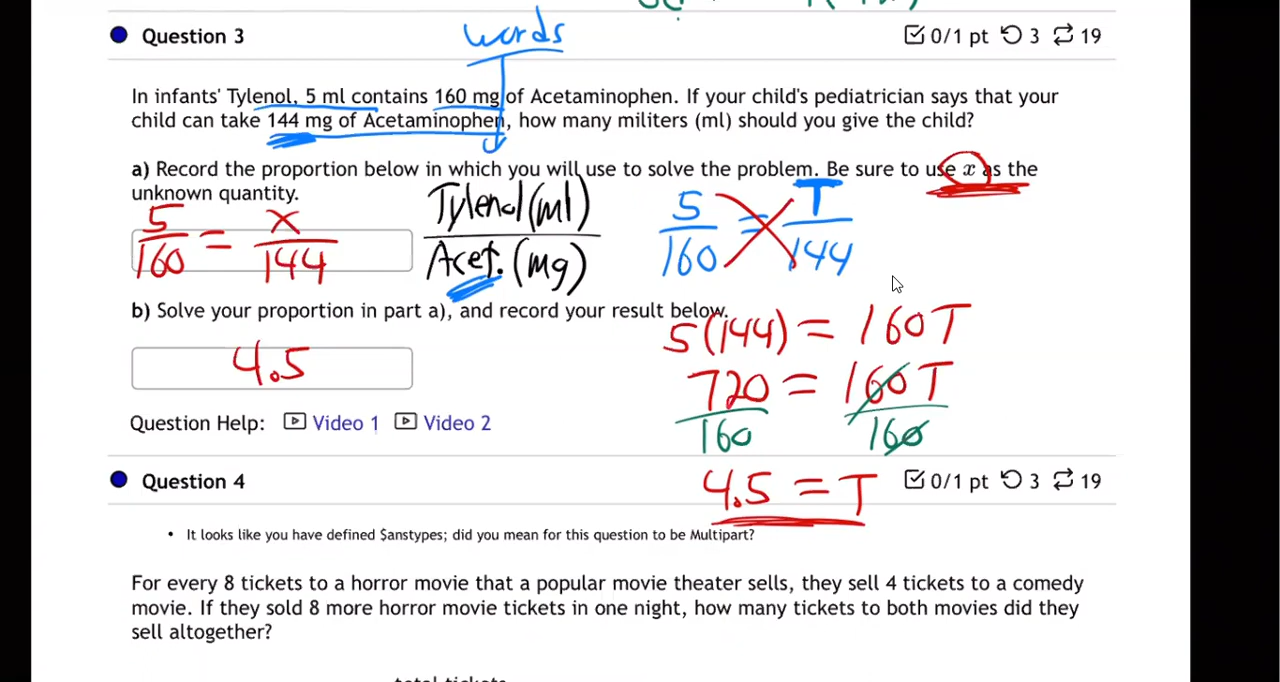 words
Question 3
0/1 pt 3 19
In infants' Tylenol, 5 ml contains 160 mg of Acetaminophen. If your child's pediatrician says that your
child can take 144 mg of Acetaminophen, how many militers (ml) should you give the child?
a) Record the proportion below in which you will use to solve the problem. Be sure to use x as the
unknown quantity.
5/160 = x/144
Tylenol (ml)
Acet. (mg)
5/160 = T/144
b) Solve your proportion in part a), and record your result below.
5(144) = 160T
4.5
720 = 160T
160 160
Question Help: Video 1 Video 2
4.5 = T
Question 4
0/1 pt 3 19
• It looks like you have defined $anstypes; did you mean for this question to be Multipart?
For every 8 tickets to a horror movie that a popular movie theater sells, they sell 4 tickets to a comedy
movie. If they sold 8 more horror movie tickets in one night, how many tickets to both movies did they
sell altogether?